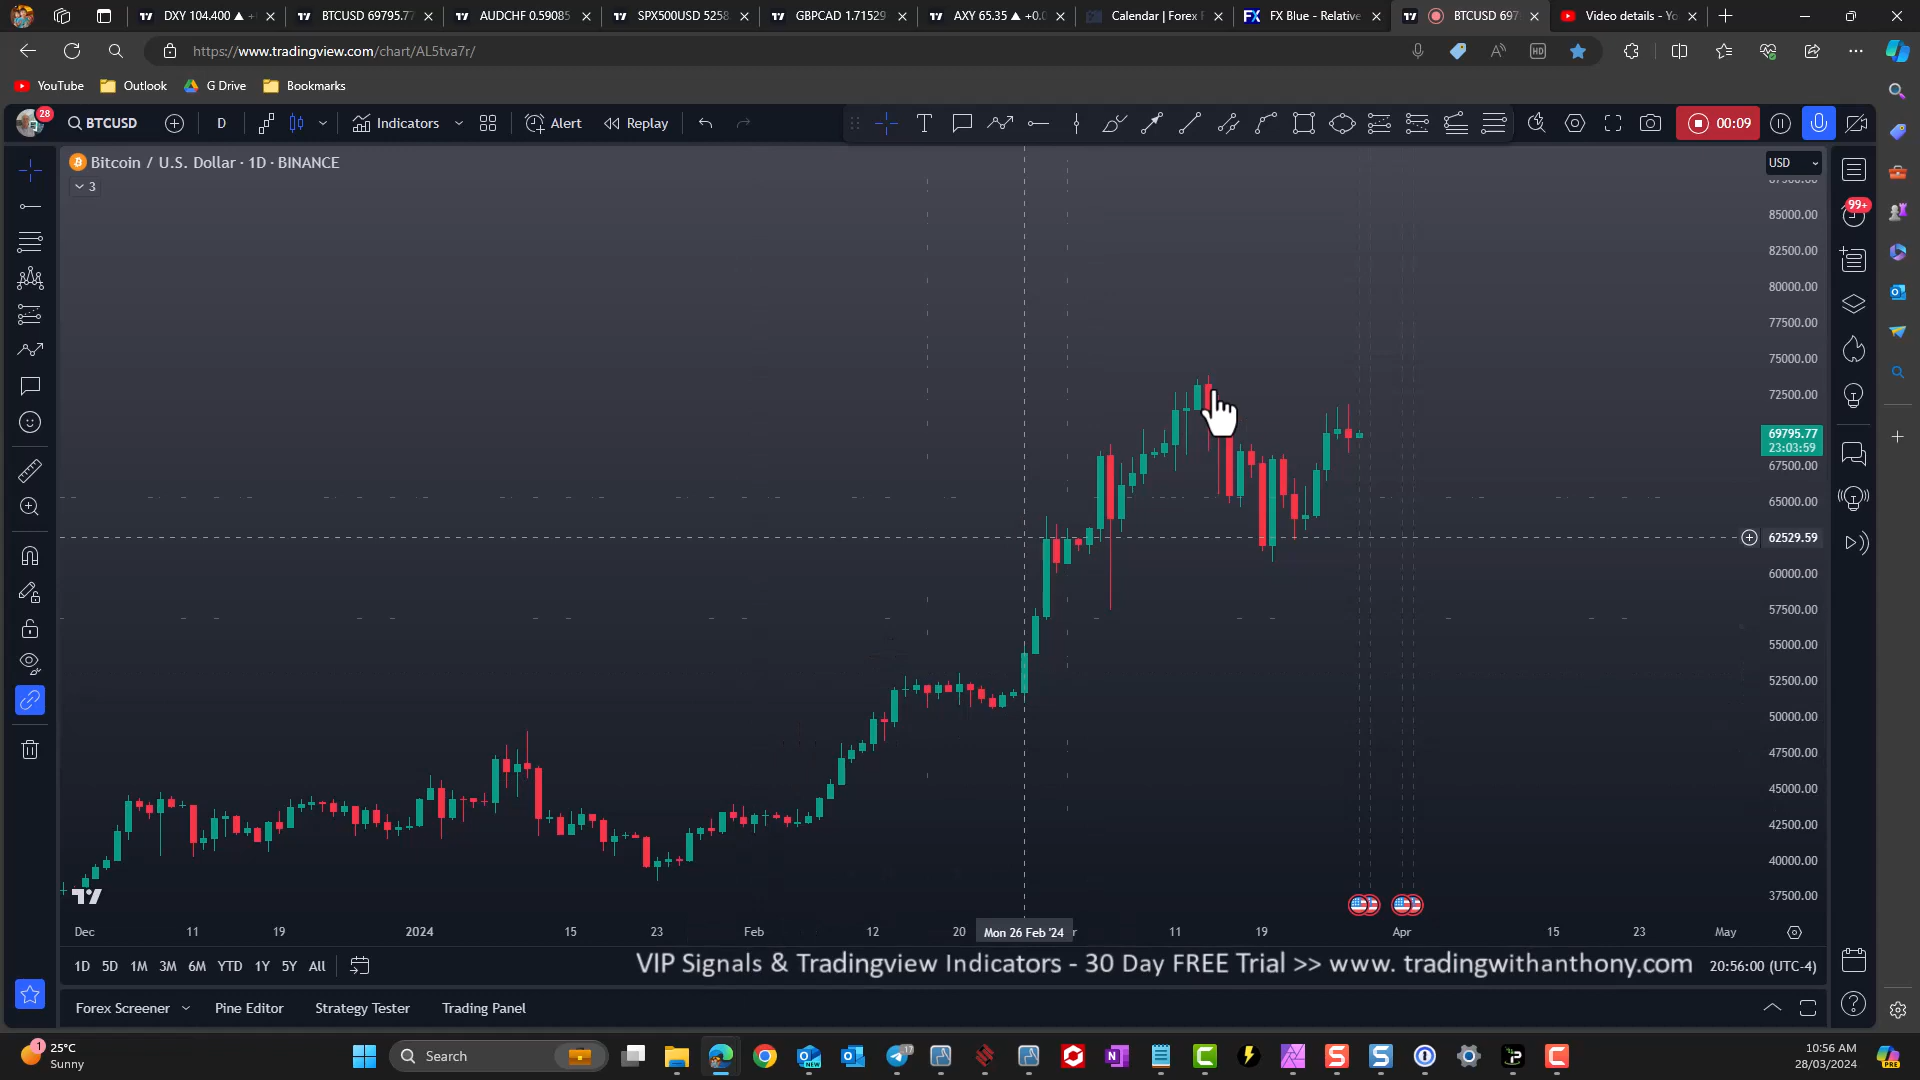 DXY 104.400 ▲
BTCUSD 69795.77
AUDCHF 0.59085
SPX500USD 5258
GBPCAD 1.71529
AXY 65.35 ▲ +0.0
Calendar | Forex F
FX Blue - Relative
BTCUSD 697
Video details - Yo
https://www.tradingview.com/chart/AL5tva7r/
YouTube
Outlook
G Drive
Bookmarks
28
BTCUSD
D
Indicators
Alert
Replay
00:09
Bitcoin / U.S. Dollar · 1D · BINANCE
USD
3
99+
87500.00
85000.00
82500.00
80000.00
77500.00
75000.00
72500.00
69795.77
23:03:59
67500.00
65000.00
62529.59
60000.00
57500.00
55000.00
52500.00
50000.00
47500.00
45000.00
42500.00
40000.00
37500.00
Dec
11
19
2024
15
23
Feb
12
20
Mon 26 Feb '24
11
19
Apr
15
23
May
1D
5D
1M
3M
6M
YTD
1Y
5Y
All
VIP Signals & Tradingview Indicators - 30 Day FREE Trial >> www. tradingwithanthony.com
20:56:00 (UTC-4)
Forex Screener
Pine Editor
Strategy Tester
Trading Panel
1
25°C
Sunny
Search
17
10:56 AM
28/03/2024